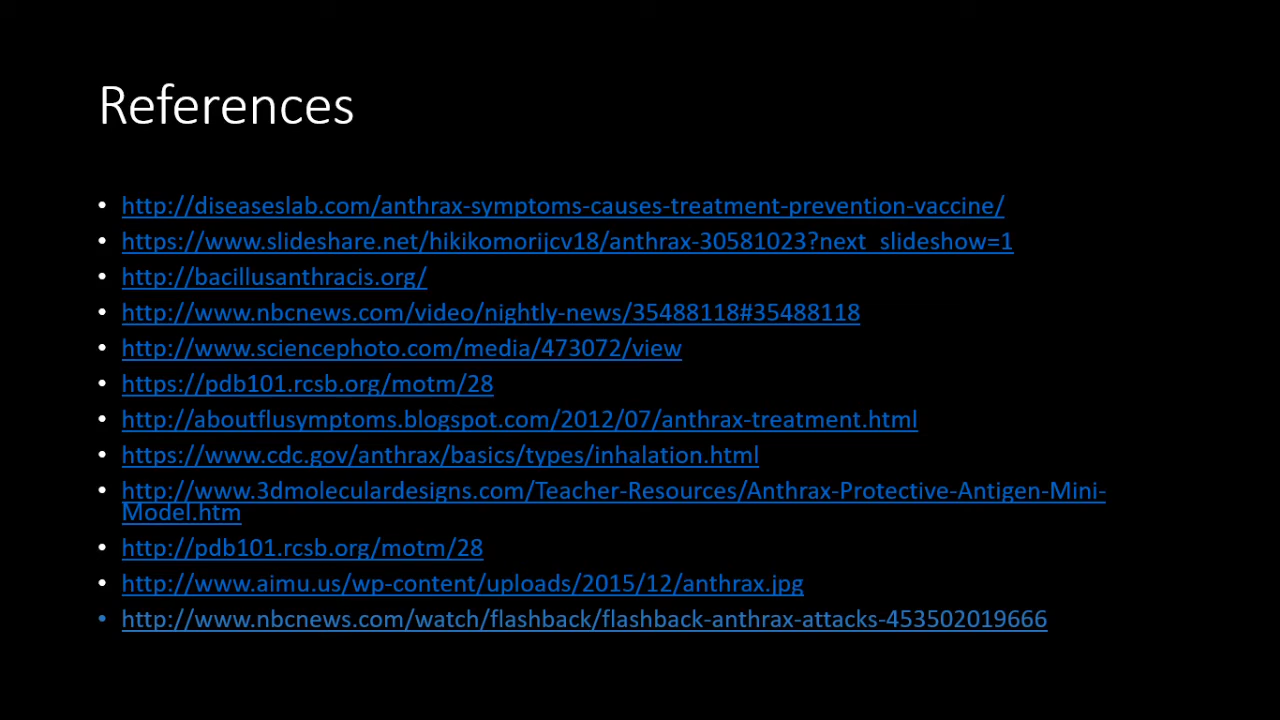 References
• http://diseaseslab.com/anthrax-symptoms-causes-treatment-prevention-vaccine/
• https://www.slideshare.net/hikikomorijcv18/anthrax-30581023?next_slideshow=1
• http://bacillusanthracis.org/
• http://www.nbcnews.com/video/nightly-news/35488118#35488118
• http://www.sciencephoto.com/media/473072/view
• https://pdb101.rcsb.org/motm/28
• http://aboutflusymptoms.blogspot.com/2012/07/anthrax-treatment.html
• https://www.cdc.gov/anthrax/basics/types/inhalation.html
• http://www.3dmoleculardesigns.com/Teacher-Resources/Anthrax-Protective-Antigen-Mini-
Model.htm
• http://pdb101.rcsb.org/motm/28
• http://www.aimu.us/wp-content/uploads/2015/12/anthrax.jpg
• http://www.nbcnews.com/watch/flashback/flashback-anthrax-attacks-453502019666